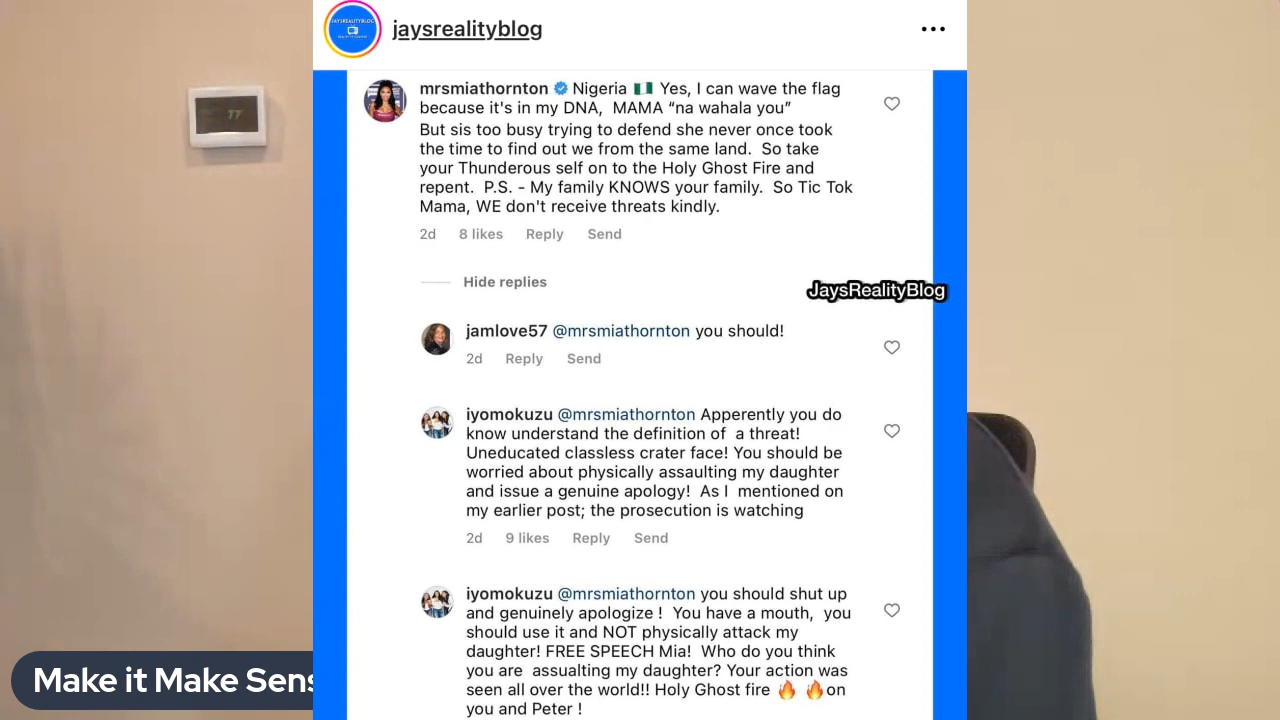 jaysrealityblog
mrsmiathornton Nigeria 🇳🇬 Yes, I can wave the flag
because it's in my DNA, MAMA “na wahala you”
But sis too busy trying to defend she never once took
the time to find out we from the same land. So take
your Thunderous self on to the Holy Ghost Fire and
repent. P.S. - My family KNOWS your family. So Tic Tok
Mama, WE don't receive threats kindly.
2d 8 likes Reply Send
Hide replies
JaysRealityBlog
jamlove57 @mrsmiathornton you should!
2d Reply Send
iyomokuzu @mrsmiathornton Apperently you do
know understand the definition of a threat!
Uneducated classless crater face! You should be
worried about physically assaulting my daughter
and issue a genuine apology! As I mentioned on
my earlier post; the prosecution is watching
2d 9 likes Reply Send
iyomokuzu @mrsmiathornton you should shut up
and genuinely apologize ! You have a mouth, you
should use it and NOT physically attack my
daughter! FREE SPEECH Mia! Who do you think
you are assualting my daughter? Your action was
seen all over the world!! Holy Ghost fire 🔥 🔥on
you and Peter !
Make it Make Sens
77
JAYSREALITYBLOG